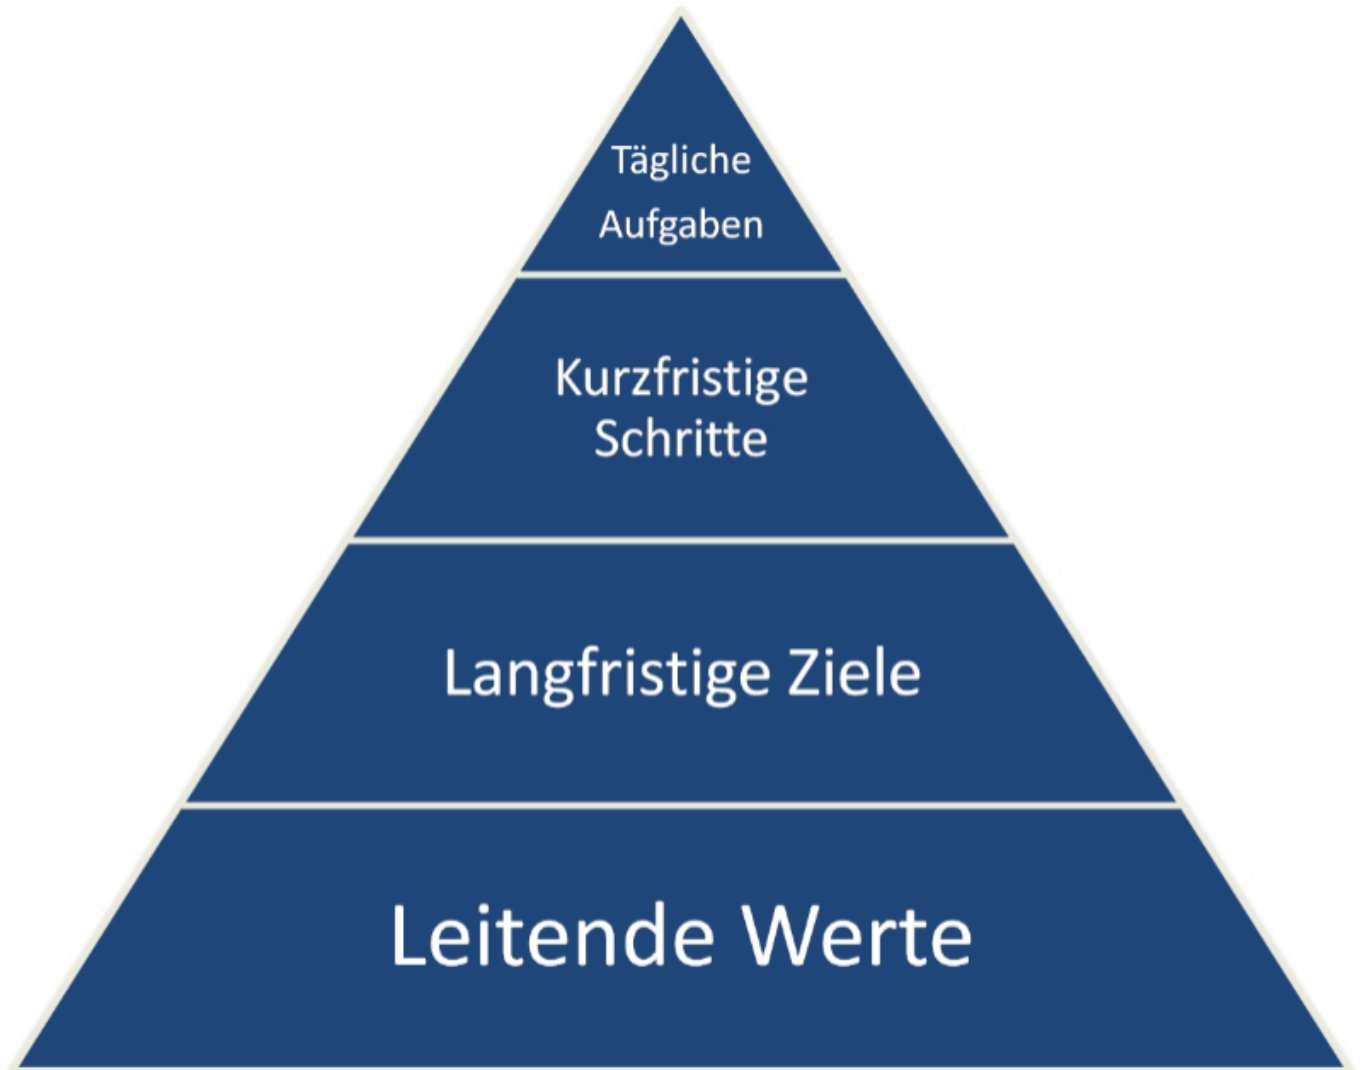 Tägliche
Aufgaben
Kurzfristige
Schritte
Langfristige Ziele
Leitende Werte